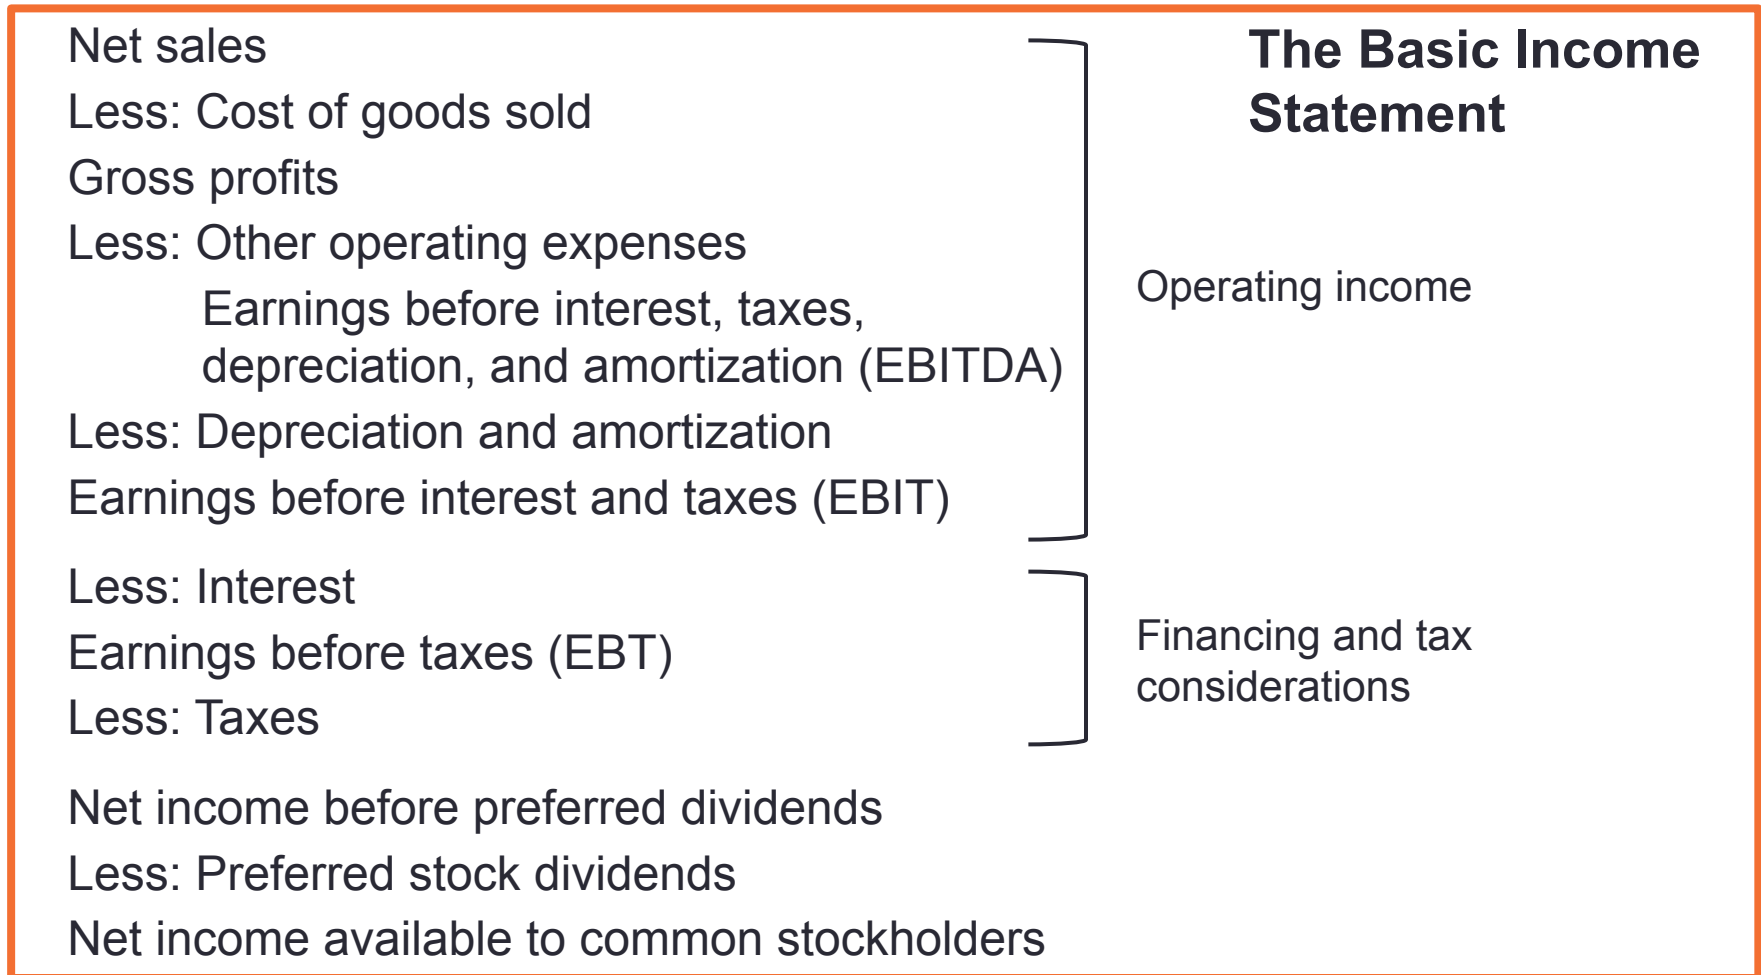 The Basic Income
Statement
Net sales
Less: Cost of goods sold
Gross profits
Less: Other operating expenses
Earnings before interest, taxes,
depreciation, and amortization (EBITDA)
Less: Depreciation and amortization
Earnings before interest and taxes (EBIT)
Operating income
Less: Interest
Earnings before taxes (EBT)
Less: Taxes
Financing and tax
considerations
Net income before preferred dividends
Less: Preferred stock dividends
Net income available to common stockholders